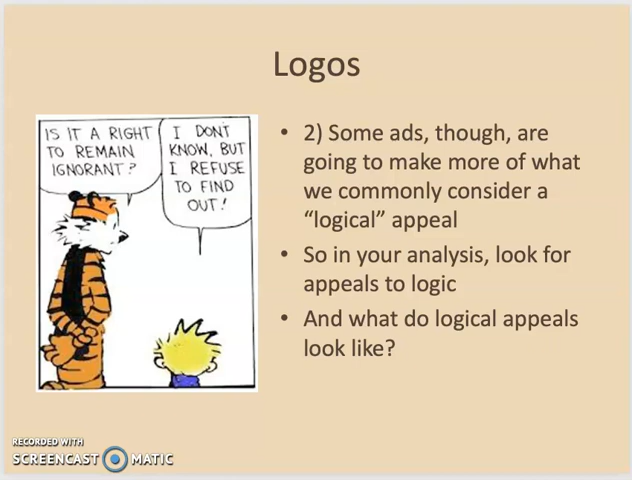 Logos
IS IT A RIGHT
TO REMAIN
IGNORANT?
I DON'T
KNOW, BUT
I REFUSE
TO FIND
OUT!
• 2) Some ads, though, are
going to make more of what
we commonly consider a
“logical” appeal
• So in your analysis, look for
appeals to logic
• And what do logical appeals
look like?
RECORDED WITH
SCREENCAST MATIC